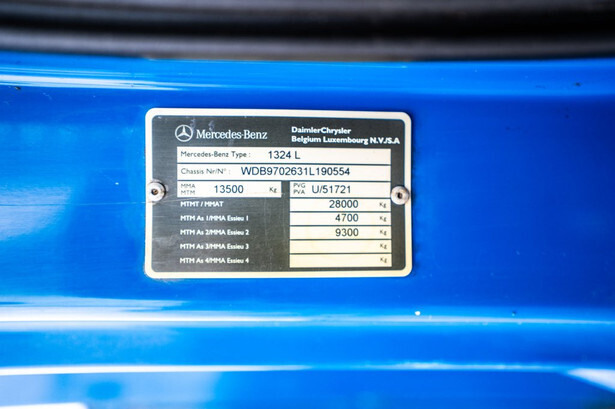 Mercedes-Benz
DaimlerChrysler
Belgium Luxembourg N.V./S.A
Mercedes-Benz Type : 1324 L
Chassis Nr/N° : WDB9702631L190554
MMA
MTM 13500 Kg
PVG
PVA U/51721
MTMT / MMAT 28000 Kg
MTM As 1/MMA Essieu 1 4700 Kg
MTM As 2/MMA Essieu 2 9300 Kg
MTM As 3/MMA Essieu 3 Kg
MTM As 4/MMA Essieu 4 Kg